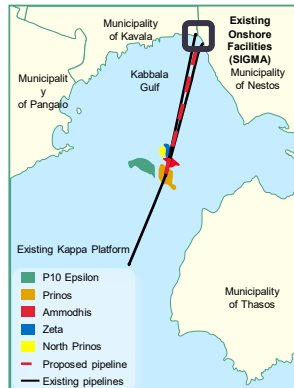 Municipality
of Kavala
Existing
Onshore
Facilities
(SIGMA)
Municipalit
y
of Pangaio
Kabbala
Gulf
Municipality
of Nestos
Existing Kappa Platform
P10 Epsilon
Prinos
Ammodhis
Zeta
North Prinos
Proposed pipeline
Existing pipelines
Municipality
of Thasos